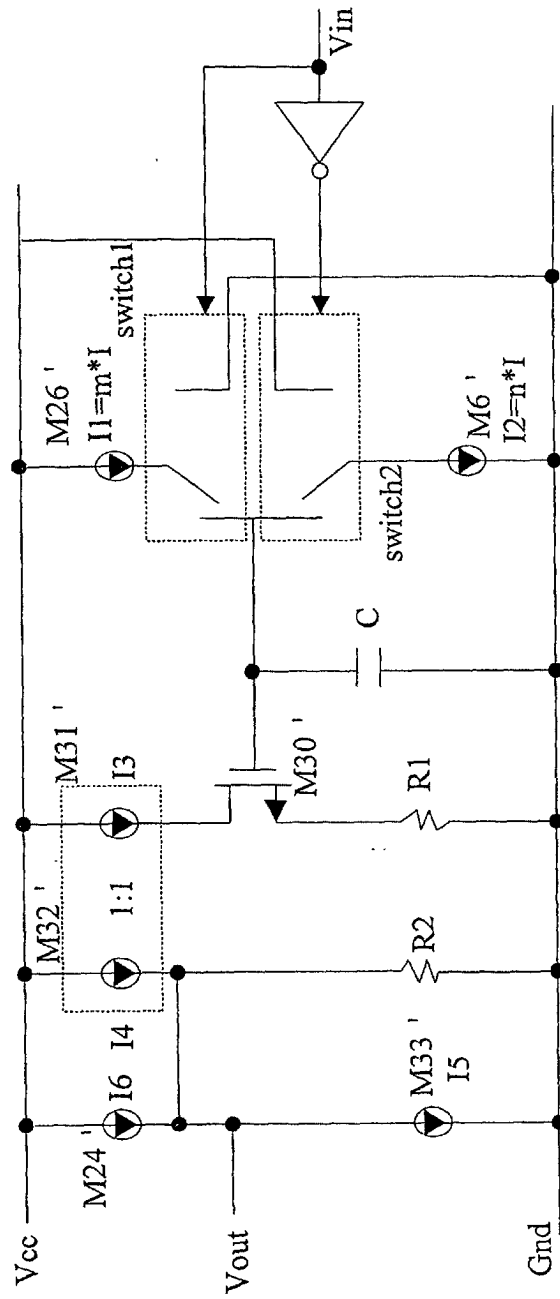 Vcc
Vout
Gnd
M24 '
I6
I4
M32 '
1:1
M31 '
I3
M33 '
I5
R2
R1
M30 '
C
M26 '
I1=m*I
switch1
switch2
M6 '
I2=n*I
Vin